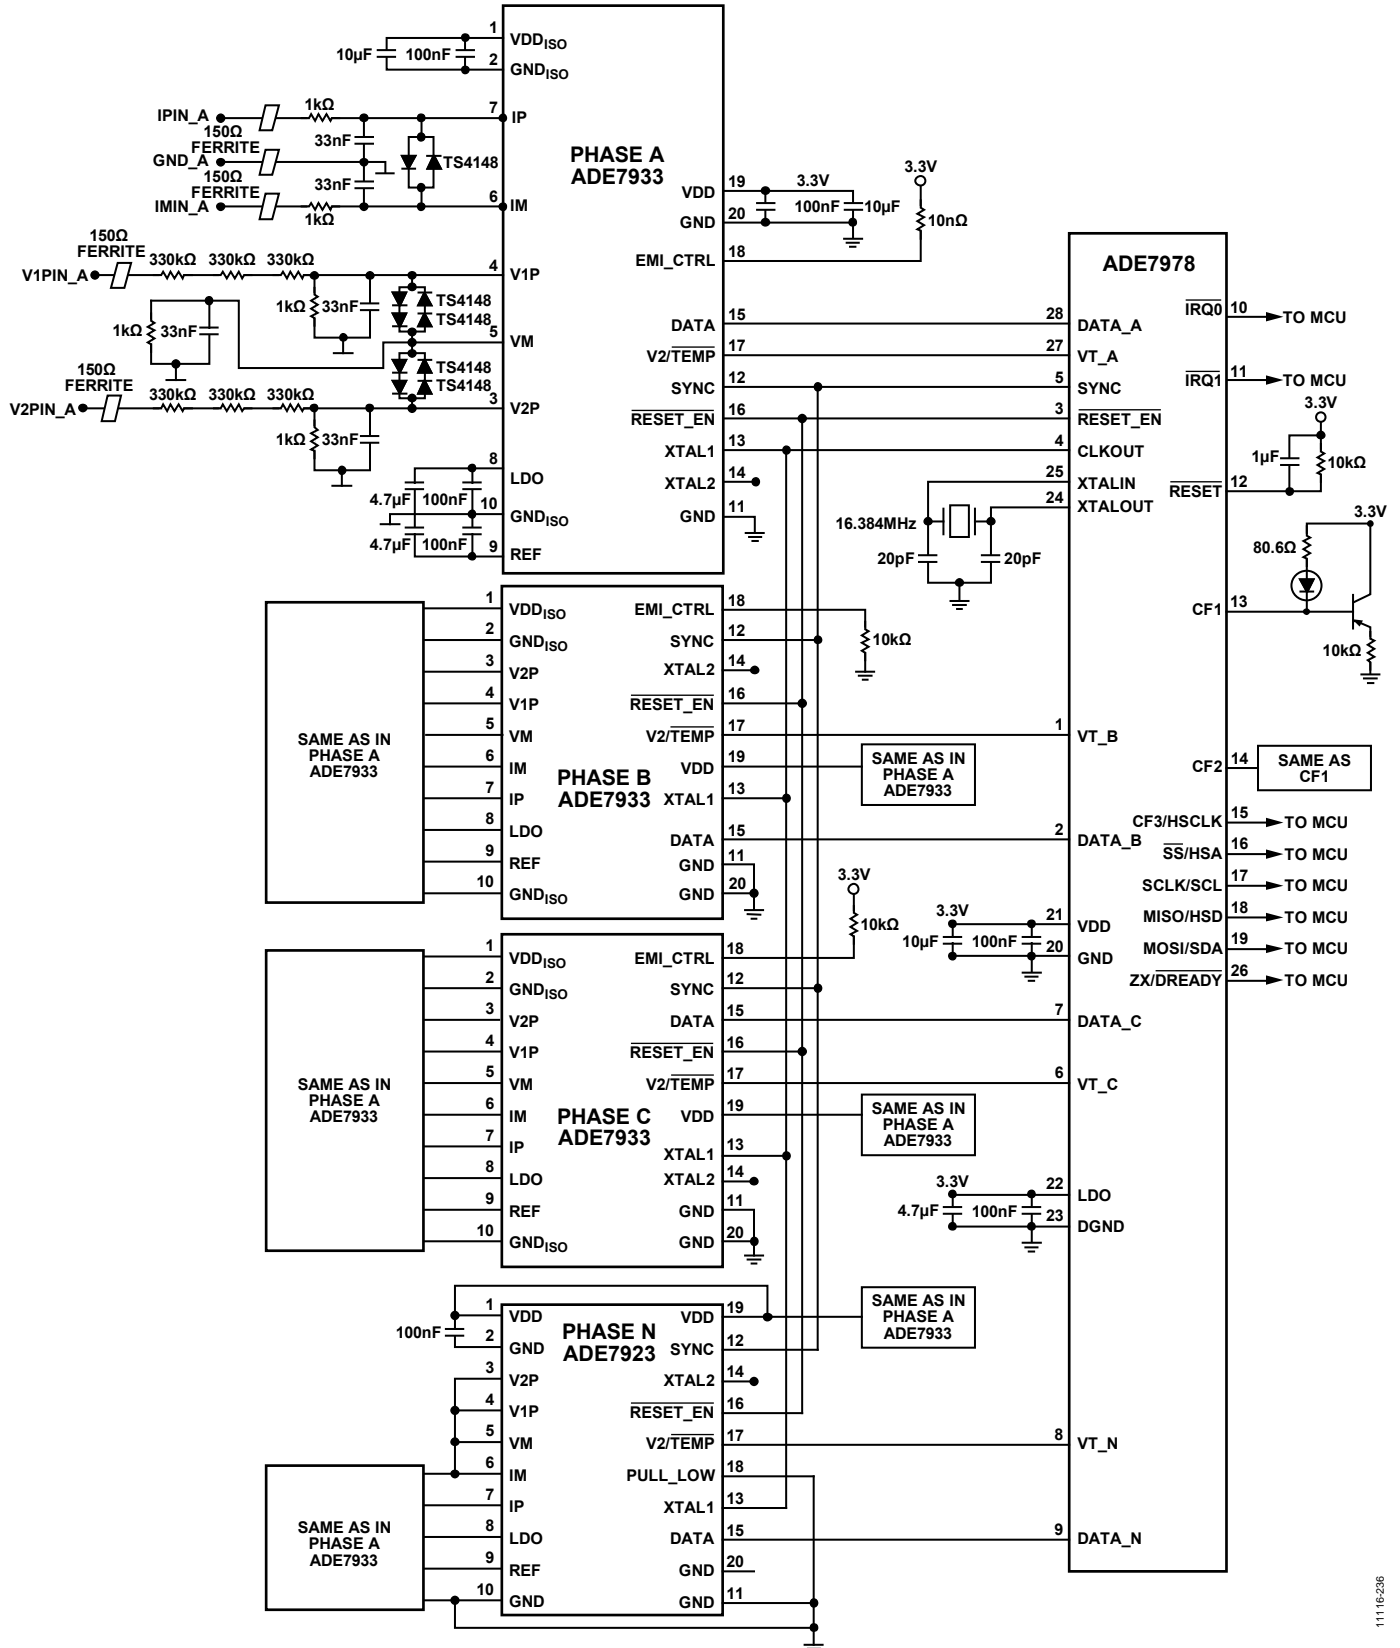 1
VDDISO
10µF
100nF
2
GNDISO
IPIN_A
1kΩ
7
IP
150Ω
FERRITE
33nF
GND_A
TS4148
150Ω
FERRITE
33nF
IMIN_A
1kΩ
6
IM
PHASE A
ADE7933
VDD
19
3.3V
100nF
10µF
GND
20
3.3V
10nΩ
EMI_CTRL
18
150Ω
FERRITE
V1PIN_A
330kΩ
330kΩ
330kΩ
4
V1P
1kΩ
33nF
TS4148
TS4148
1kΩ
33nF
5
VM
TS4148
TS4148
150Ω
FERRITE
V2PIN_A
330kΩ
330kΩ
330kΩ
3
V2P
1kΩ
33nF
8
LDO
4.7µF
100nF
10
GNDISO
4.7µF
100nF
9
REF
DATA
15
V2/TEMP
17
SYNC
12
RESET_EN
16
XTAL1
13
XTAL2
14
GND
11
ADE7978
28
DATA_A
27
VT_A
5
SYNC
3
RESET_EN
4
CLKOUT
25
XTALIN
24
XTALOUT
16.384MHz
20pF
20pF
IRQ0
10
TO MCU
IRQ1
11
TO MCU
3.3V
1µF
10kΩ
RESET
12
3.3V
80.6Ω
CF1
13
10kΩ
SAME AS IN
PHASE A
ADE7933
1
VDDISO
2
GNDISO
3
V2P
4
V1P
5
VM
6
IM
7
IP
8
LDO
9
REF
10
GNDISO
PHASE B
ADE7933
EMI_CTRL
18
10kΩ
SYNC
12
XTAL2
14
RESET_EN
16
V2/TEMP
17
VDD
19
SAME AS IN
PHASE A
ADE7933
XTAL1
13
DATA
15
GND
11
GND
20
1
VT_B
2
DATA_B
CF2
14
SAME AS
CF1
CF3/HSCLK
15
TO MCU
SS/HSA
16
TO MCU
SCLK/SCL
17
TO MCU
MISO/HSD
18
TO MCU
MOSI/SDA
19
TO MCU
ZX/DREADY
26
TO MCU
3.3V
10kΩ
3.3V
10µF
100nF
21
VDD
20
GND
SAME AS IN
PHASE A
ADE7933
1
VDDISO
2
GNDISO
3
V2P
4
V1P
5
VM
6
IM
7
IP
8
LDO
9
REF
10
GNDISO
PHASE C
ADE7933
EMI_CTRL
18
SYNC
12
DATA
15
RESET_EN
16
V2/TEMP
17
VDD
19
SAME AS IN
PHASE A
ADE7933
XTAL1
13
XTAL2
14
GND
11
GND
20
7
DATA_C
6
VT_C
3.3V
4.7µF
100nF
22
LDO
23
DGND
100nF
1
VDD
2
GND
3
V2P
4
V1P
5
VM
6
IM
7
IP
8
LDO
9
REF
10
GND
SAME AS IN
PHASE A
ADE7933
PHASE N
ADE7923
VDD
19
SAME AS IN
PHASE A
ADE7933
SYNC
12
XTAL2
14
RESET_EN
16
V2/TEMP
17
PULL_LOW
18
XTAL1
13
DATA
15
GND
20
GND
11
8
VT_N
9
DATA_N
11116-236